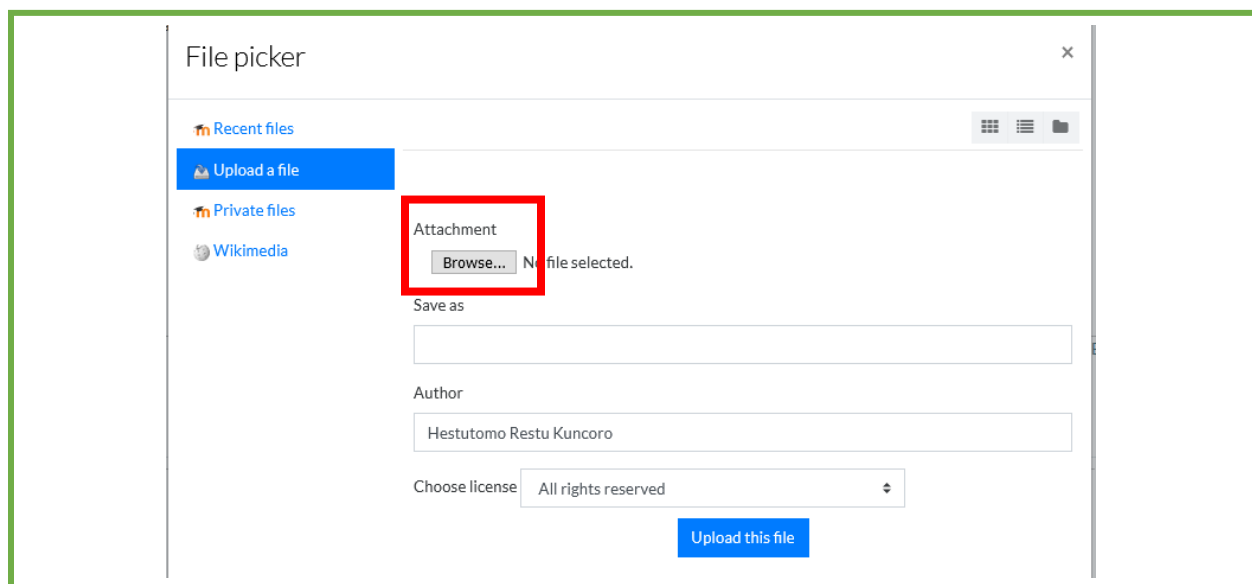 File picker
×
Recent files
Upload a file
Private files
Wikimedia
Attachment
Browse... No file selected.
Save as
Author
Hestutomo Restu Kuncoro
Choose license All rights reserved
Upload this file